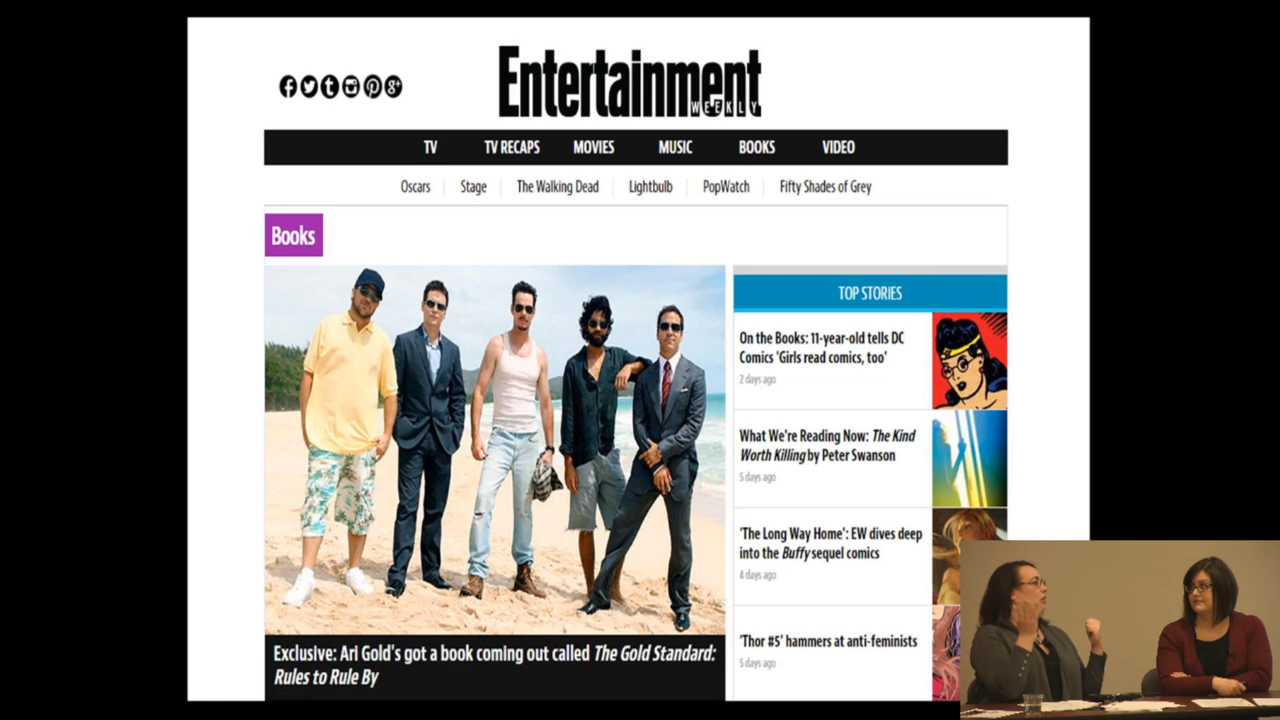 Entertainment
WEEKLY
TV TV RECAPS MOVIES MUSIC BOOKS VIDEO
Oscars Stage The Walking Dead Lightbulb PopWatch Fifty Shades of Grey
Books
Exclusive: Ari Gold's got a book coming out called The Gold Standard:
Rules to Rule By
TOP STORIES
On the Books: 11-year-old tells DC
Comics 'Girls read comics, too'
2 days ago
What We're Reading Now: The Kind
Worth Killing by Peter Swanson
5 days ago
'The Long Way Home': EW dives deep
into the Buffy sequel comics
4 days ago
'Thor #5' hammers at anti-feminists
5 days ago